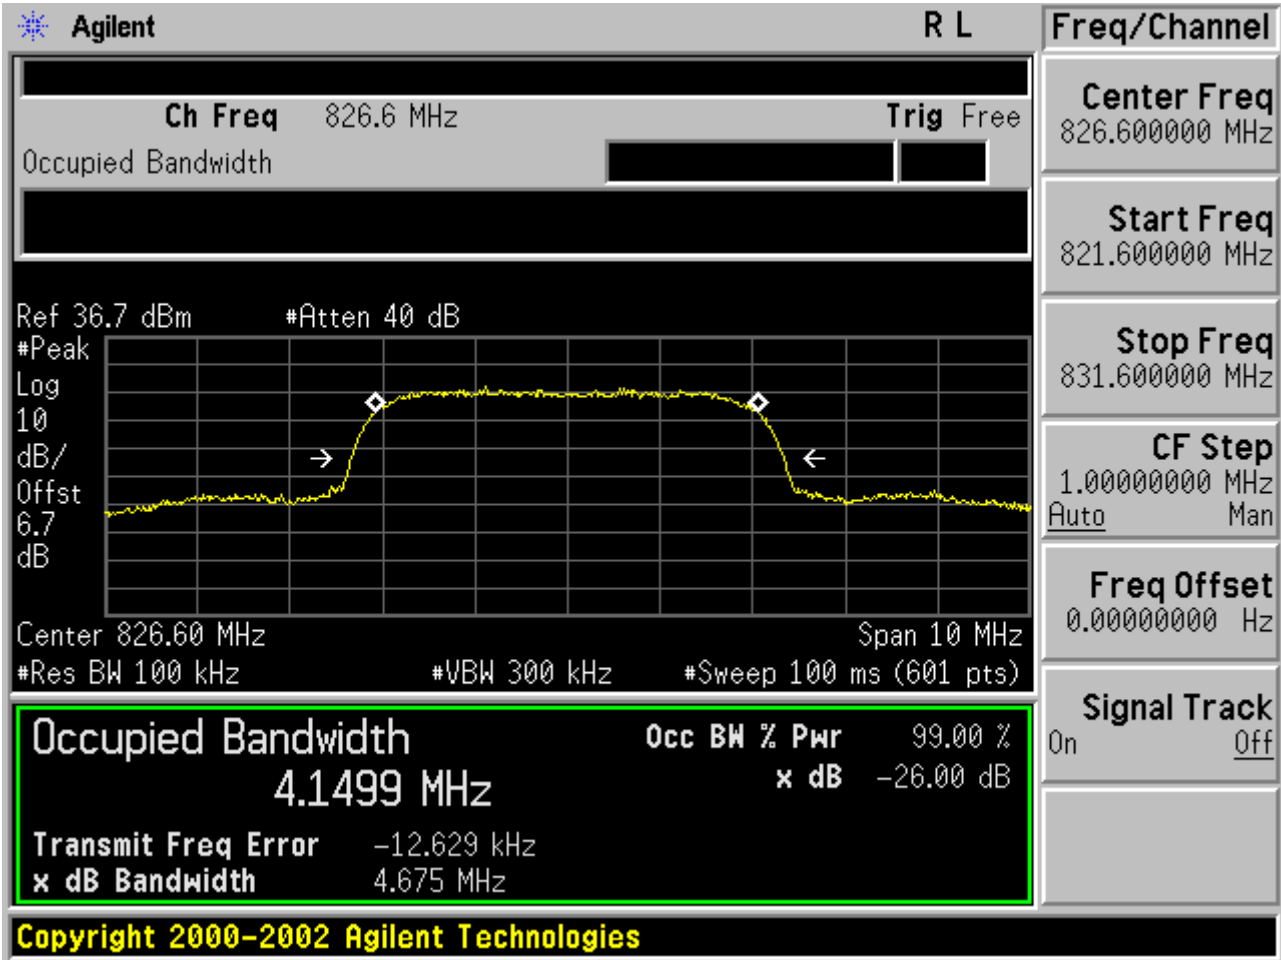 Agilent
R L
Freq/Channel
Ch Freq 826.6 MHz
Trig Free
Occupied Bandwidth
Center Freq
826.600000 MHz
Start Freq
821.600000 MHz
Stop Freq
831.600000 MHz
CF Step
1.00000000 MHz
Auto Man
Freq Offset
0.00000000 Hz
Signal Track
On Off
Ref 36.7 dBm
#Atten 40 dB
#Peak
Log
10
dB/
Offst
6.7
dB
Center 826.60 MHz
Span 10 MHz
#Res BW 100 kHz
#VBW 300 kHz
#Sweep 100 ms (601 pts)
Occupied Bandwidth
4.1499 MHz
Occ BW % Pwr 99.00 %
x dB -26.00 dB
Transmit Freq Error -12.629 kHz
x dB Bandwidth 4.675 MHz
Copyright 2000-2002 Agilent Technologies